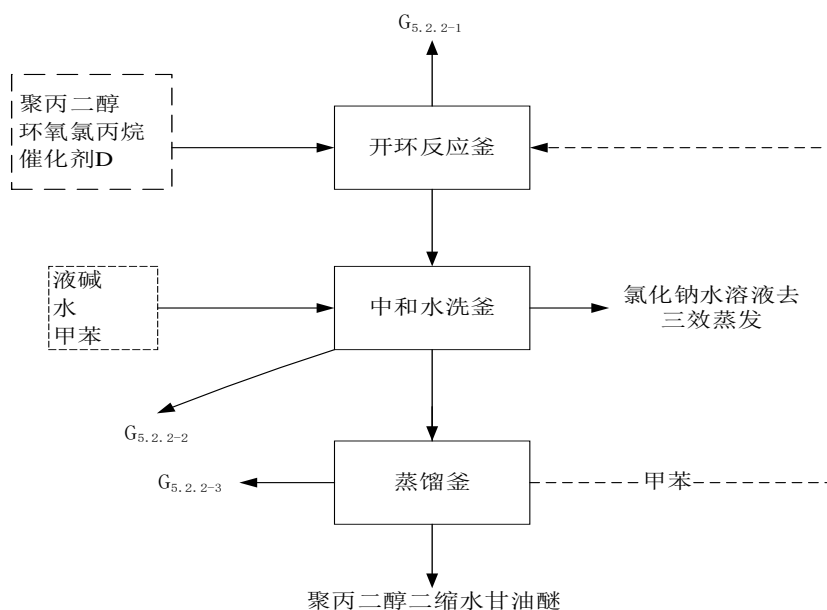 G5.2.2-1
聚丙二醇
环氧氯丙烷
催化剂D
开环反应釜
液碱
水
甲苯
中和水洗釜
氯化钠水溶液去
三效蒸发
G5.2.2-2
G5.2.2-3
蒸馏釜
甲苯
聚丙二醇二缩水甘油醚